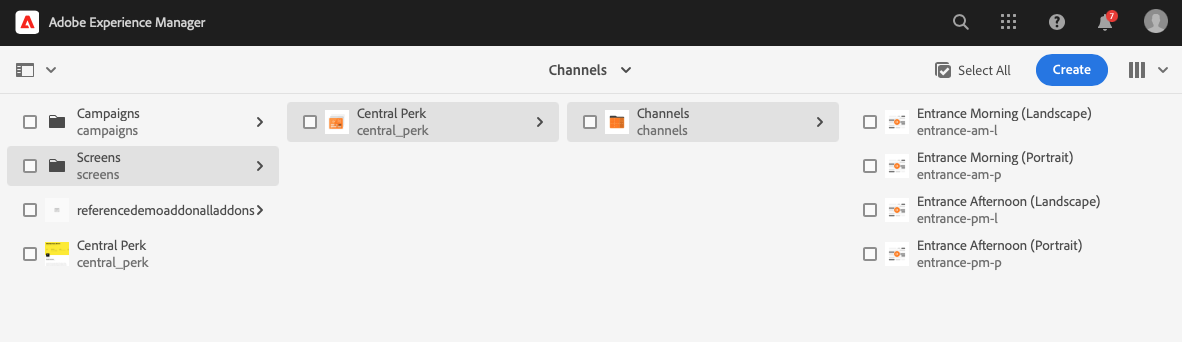 Adobe Experience Manager
7
Channels
Select All
Create
Campaigns
campaigns
Screens
screens
referencedemoaddonalladdons
Central Perk
central_perk
Central Perk
central_perk
Channels
channels
Entrance Morning (Landscape)
entrance-am-l
Entrance Morning (Portrait)
entrance-am-p
Entrance Afternoon (Landscape)
entrance-pm-l
Entrance Afternoon (Portrait)
entrance-pm-p